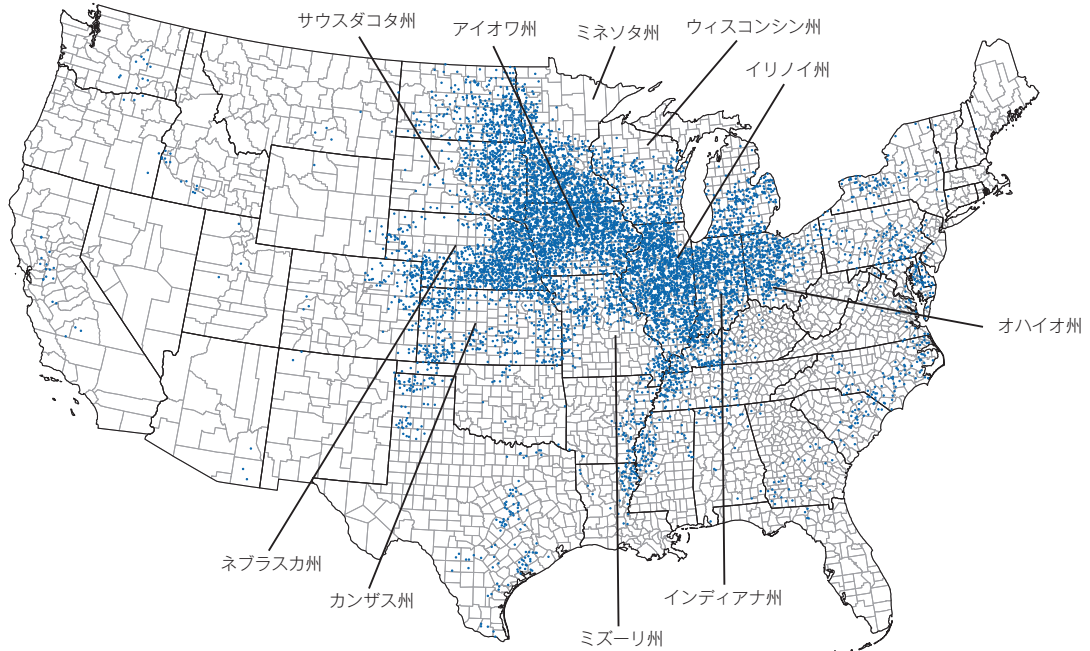 サウスダコタ州
アイオワ州
ミネソタ州
ウィスコンシン州
イリノイ州
オハイオ州
ネブラスカ州
カンザス州
インディアナ州
ミズーリ州